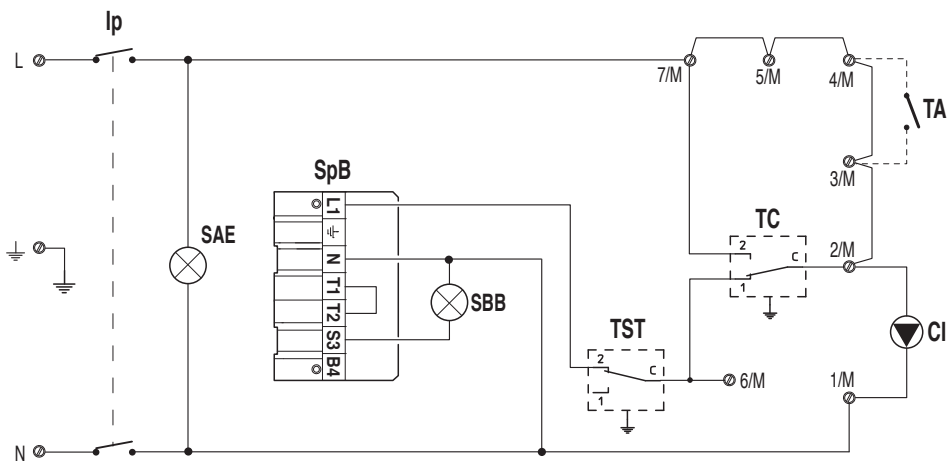 Ip
L
7/M
5/M
4/M
TA
3/M
SpB
L1
N
T1
T2
S3
B4
SAE
SBB
TC
2
C
1
2/M
TST
2
C
1
6/M
CI
1/M
N